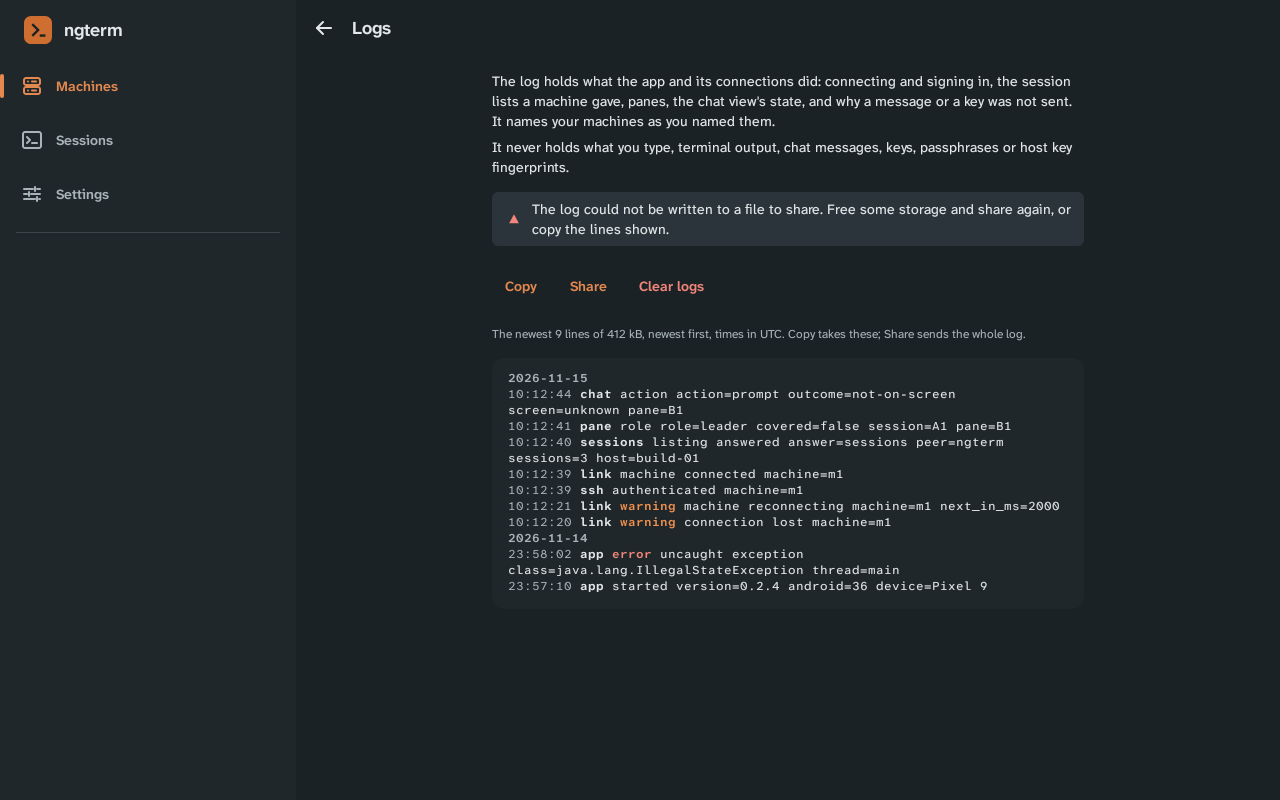 ngterm
Logs
Machines
Sessions
Settings
The log holds what the app and its connections did: connecting and signing in, the session
lists a machine gave, panes, the chat view's state, and why a message or a key was not sent.
It names your machines as you named them.
It never holds what you type, terminal output, chat messages, keys, passphrases or host key
fingerprints.
The log could not be written to a file to share. Free some storage and share again, or
copy the lines shown.
Copy Share Clear logs
The newest 9 lines of 412 kB, newest first, times in UTC. Copy takes these; Share sends the whole log.
2026-11-15
10:12:44 chat action action=prompt outcome=not-on-screen
screen=unknown pane=B1
10:12:41 pane role role=leader covered=false session=A1 pane=B1
10:12:40 sessions listing answered answer=sessions peer=ngterm
sessions=3 host=build-01
10:12:39 link machine connected machine=m1
10:12:39 ssh authenticated machine=m1
10:12:21 link warning machine reconnecting machine=m1 next_in_ms=2000
10:12:20 link warning connection lost machine=m1
2026-11-14
23:58:02 app error uncaught exception
class=java.lang.IllegalStateException thread=main
23:57:10 app started version=0.2.4 android=36 device=Pixel 9